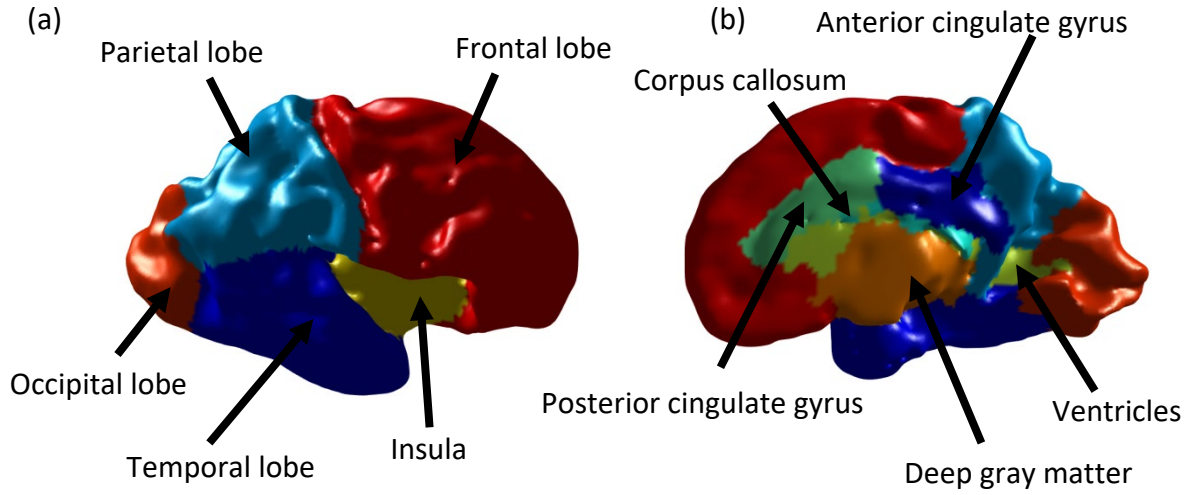 (a)
Parietal lobe
Frontal lobe
Occipital lobe
Temporal lobe
Insula
(b)
Anterior cingulate gyrus
Corpus callosum
Posterior cingulate gyrus
Ventricles
Deep gray matter